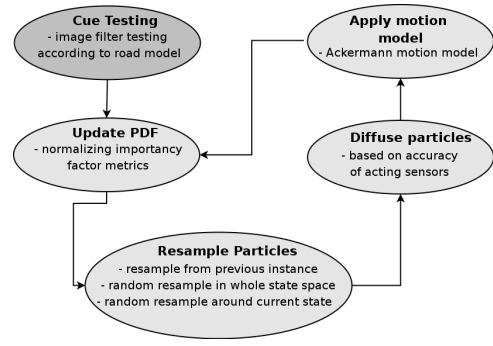 Cue Testing
- image filter testing
according to road model
Apply motion
model
- Ackermann motion model
Update PDF
- normalizing importancy
factor metrics
Diffuse particles
- based on accuracy
of acting sensors
Resample Particles
- resample from previous instance
- random resample in whole state space
- random resample around current state